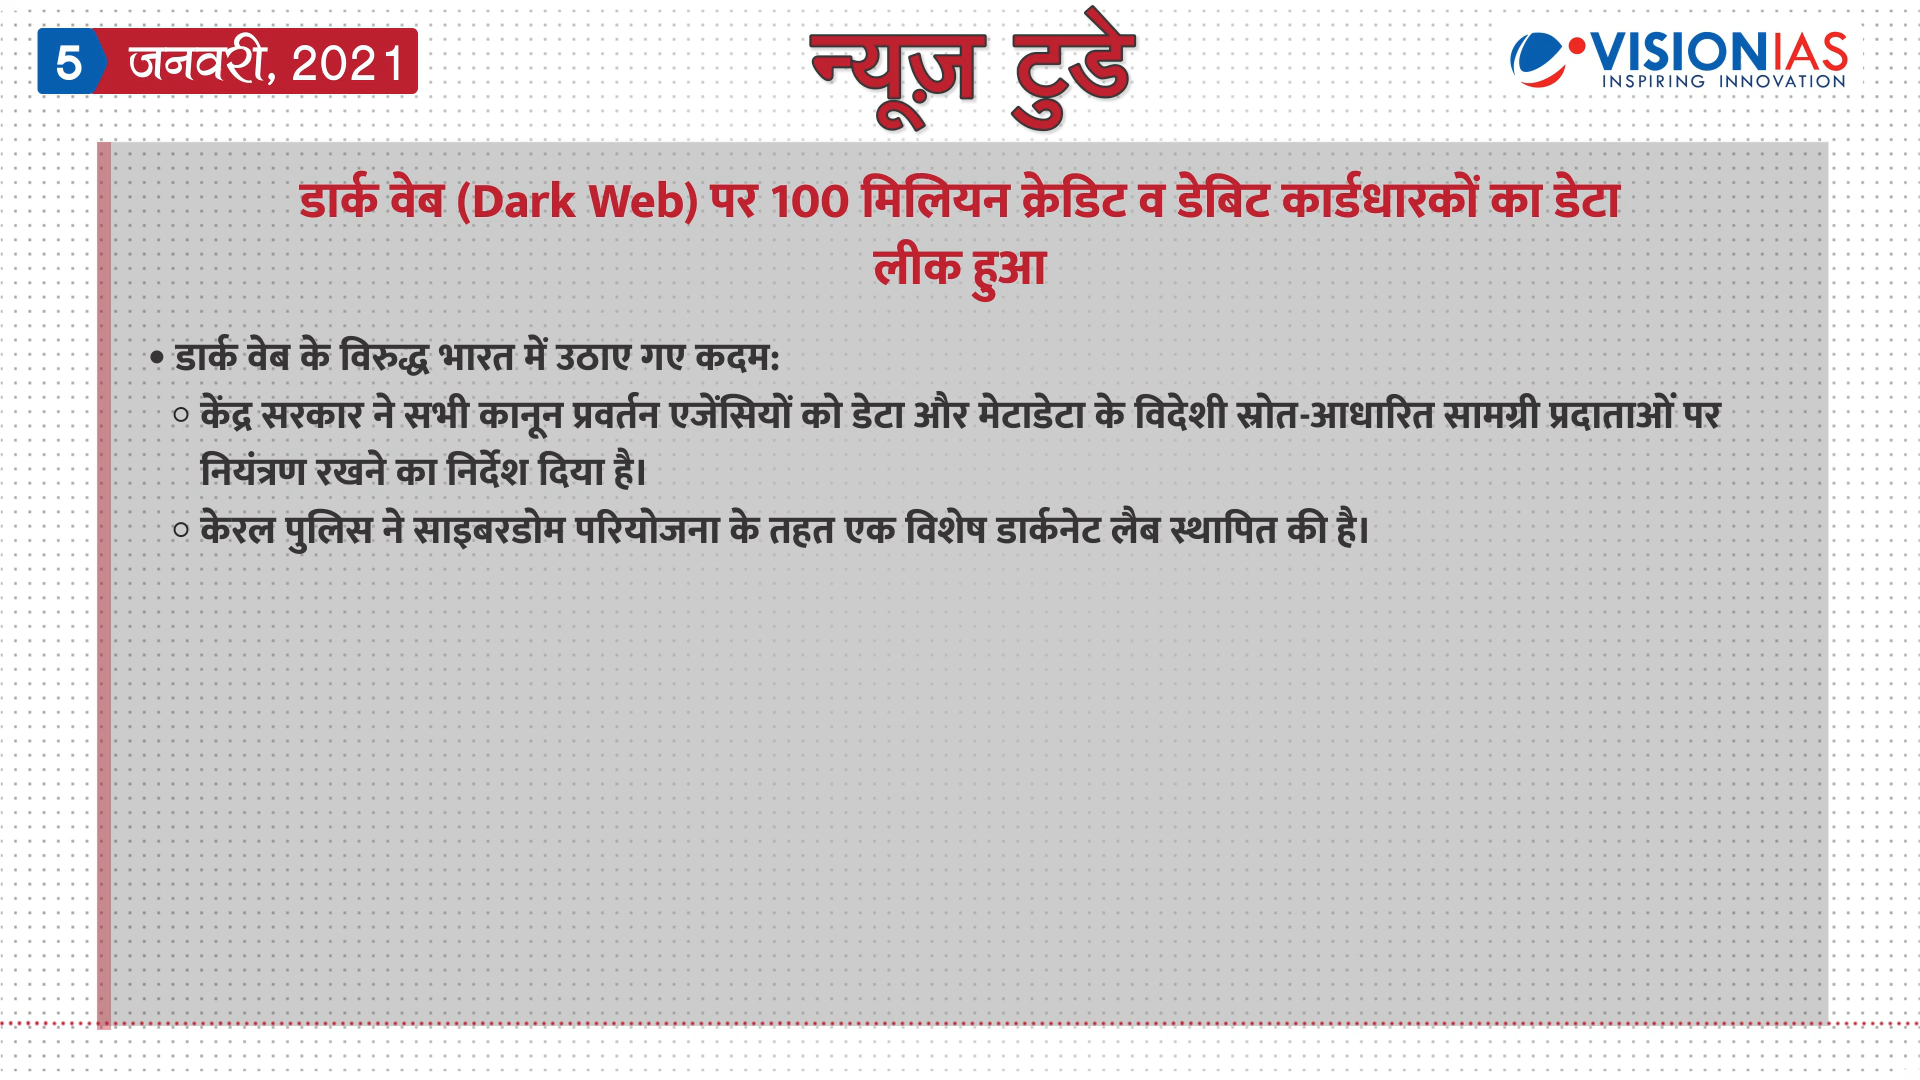 5 जनवरी, 2021
न्यूज़ टुडे
VISIONIAS
INSPIRING INNOVATION
डार्क वेब (Dark Web) पर 100 मिलियन क्रेडिट व डेबिट कार्डधारकों का डेटा
लीक हुआ
• डार्क वेब के विरुद्ध भारत में उठाए गए कदम:
○ केंद्र सरकार ने सभी कानून प्रवर्तन एजेंसियों को डेटा और मेटाडेटा के विदेशी स्रोत-आधारित सामग्री प्रदाताओं पर
नियंत्रण रखने का निर्देश दिया है।
○ केरल पुलिस ने साइबरडोम परियोजना के तहत एक विशेष डार्कनेट लैब स्थापित की है।